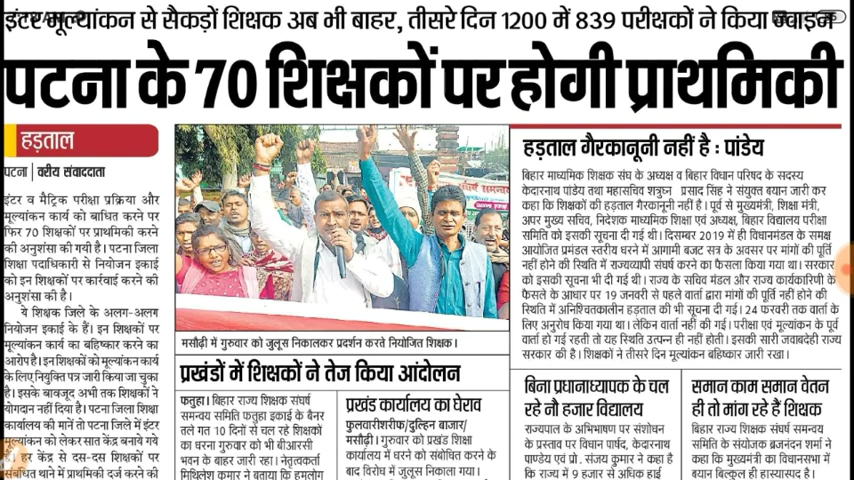 इंटर मूल्यांकन से सैकड़ों शिक्षक अब भी बाहर, तीसरे दिन 1200 में 839 परीक्षकों ने किया ज्वाइन
पटना के 70 शिक्षकों पर होगी प्राथमिकी
हड़ताल
पटना | वरीय संवाददाता
इंटर व मैट्रिक परीक्षा प्रक्रिया और
मूल्यांकन कार्य को बाधित करने पर
फिर 70 शिक्षकों पर प्राथमिकी करने
की अनुशंसा की गयी है। पटना जिला
शिक्षा पदाधिकारी से नियोजन इकाई
को इन शिक्षकों पर कार्रवाई करने की
अनुशंसा की है।
ये शिक्षक जिले के अलग-अलग
नियोजन इकाई के हैं। इन शिक्षकों पर
मूल्यांकन कार्य का बहिष्कार करने का
आरोप है। इन शिक्षकों को मूल्यांकन कार्य
के लिए नियुक्ति पत्र जारी किया जा चुका
है। इसके बावजूद अभी तक शिक्षकों ने
योगदान नहीं दिया है। पटना जिला शिक्षा
कार्यालय की मानें तो पटना जिले में इंटर
मूल्यांकन को लेकर सात केंद्र बनाये गये
हर केंद्र से दस-दस शिक्षकों पर
संबंधित थाने में प्राथमिकी दर्ज करने की
मसौढ़ी में गुरुवार को जुलूस निकालकर प्रदर्शन करते नियोजित शिक्षक।
प्रखंडों में शिक्षकों ने तेज किया आंदोलन
फतुहा। बिहार राज्य शिक्षक संघर्ष
समन्वय समिति फतुहा इकाई के बैनर
तले गत 10 दिनों से चल रहे शिक्षकों
का धरना गुरुवार को भी बीआरसी
भवन के बाहर जारी रहा। नेतृत्वकर्ता
मिथिलेश कुमार ने बताया कि हमलोग
प्रखंड कार्यालय का घेराव
फुलवारीशरीफ/दुल्हिन बाजार/
मसौढ़ी। गुरुवार को प्रखंड शिक्षा
कार्यालय में धरने को संबोधित करने के
बाद विरोध में जुलूस निकाला गया।
हड़ताल गैरकानूनी नहीं है : पांडेय
बिहार माध्यमिक शिक्षक संघ के अध्यक्ष व बिहार विधान परिषद के सदस्य
केदारनाथ पांडेय तथा महासचिव शत्रुघ्न प्रसाद सिंह ने संयुक्त बयान जारी कर
कहा कि शिक्षकों की हड़ताल गैरकानूनी नहीं है। पूर्व से मुख्यमंत्री, शिक्षा मंत्री,
अपर मुख्य सचिव, निदेशक माध्यमिक शिक्षा एवं अध्यक्ष, बिहार विद्यालय परीक्षा
समिति को इसकी सूचना दी गई थी। दिसम्बर 2019 में ही विधानमंडल के समक्ष
आयोजित प्रमंडल स्तरीय धरने में आगामी बजट सत्र के अवसर पर मांगों की पूर्ति
नहीं होने की स्थिति में राज्यव्यापी संघर्ष करने का फैसला किया गया था। सरकार
को इसकी सूचना भी दी गई थी। राज्य के सचिव मंडल और राज्य कार्यकारिणी के
फैसले के आधार पर 19 जनवरी से पहले वार्ता द्वारा मांगों की पूर्ति नहीं होने की
स्थिति में अनिश्चितकालीन हड़ताल की भी सूचना दी गई। 24 फरवरी तक वार्ता के
लिए अनुरोध किया गया था। लेकिन वार्ता नहीं की गई। परीक्षा एवं मूल्यांकन के पूर्व
वार्ता हो गई रहती तो यह स्थिति उत्पन्न ही नहीं होती। इसकी सारी जवाबदेही राज्य
सरकार की है। शिक्षकों ने तीसरे दिन मूल्यांकन बहिष्कार जारी रखा।
बिना प्रधानाध्यापक के चल
रहे नौ हजार विद्यालय
राज्यपाल के अभिभाषण पर संशोधन
के प्रस्ताव पर विधान पार्षद, केदारनाथ
पाण्डेय एवं प्रो. संजय कुमार ने कहा है
कि राज्य में 9 हजार से अधिक हाई
समान काम समान वेतन
ही तो मांग रहे हैं शिक्षक
बिहार राज्य शिक्षक संघर्ष समन्वय
समिति के संयोजक ब्रजनंदन शर्मा ने
कहा कि मुख्यमंत्री का विधानसभा में
बयान बिल्कुल ही हास्यास्पद है।